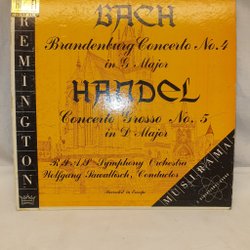 BACH
Brandenburg Concerto No. 4
in G Major
HANDEL
Concerto Grosso No. 5
in D Major
RIAS Symphony Orchestra
Wolfgang Sawallisch, Conductor
Recorded in Europe
REMINGTON
MUSIRAMA